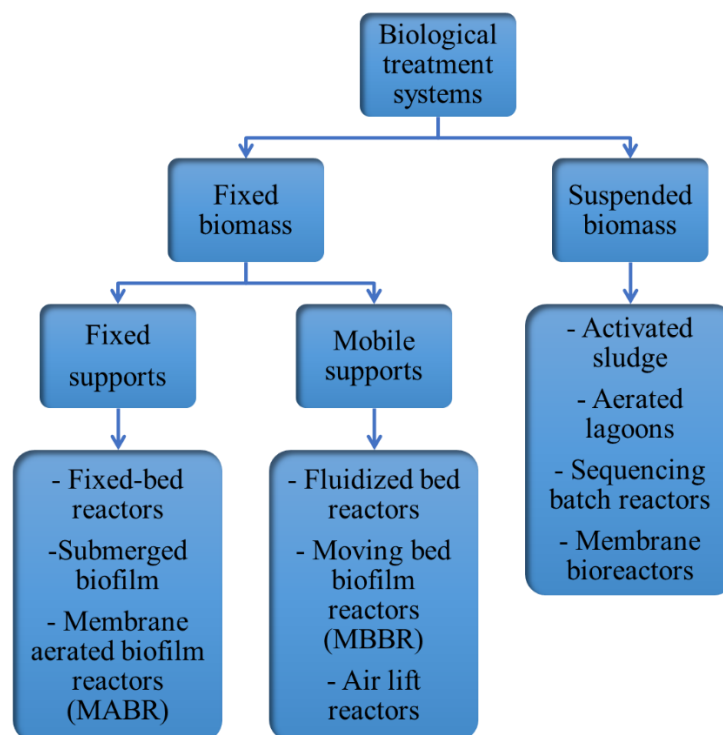 Biological
treatment
systems
Fixed
biomass
Suspended
biomass
Fixed
supports
Mobile
supports
- Activated
sludge
- Aerated
lagoons
- Sequencing
batch reactors
- Membrane
bioreactors
- Fixed-bed
reactors
-Submerged
biofilm
- Membrane
aerated biofilm
reactors
(MABR)
- Fluidized bed
reactors
- Moving bed
biofilm
reactors
(MBBR)
- Air lift
reactors